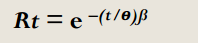 Rt = e -(t/θ)β